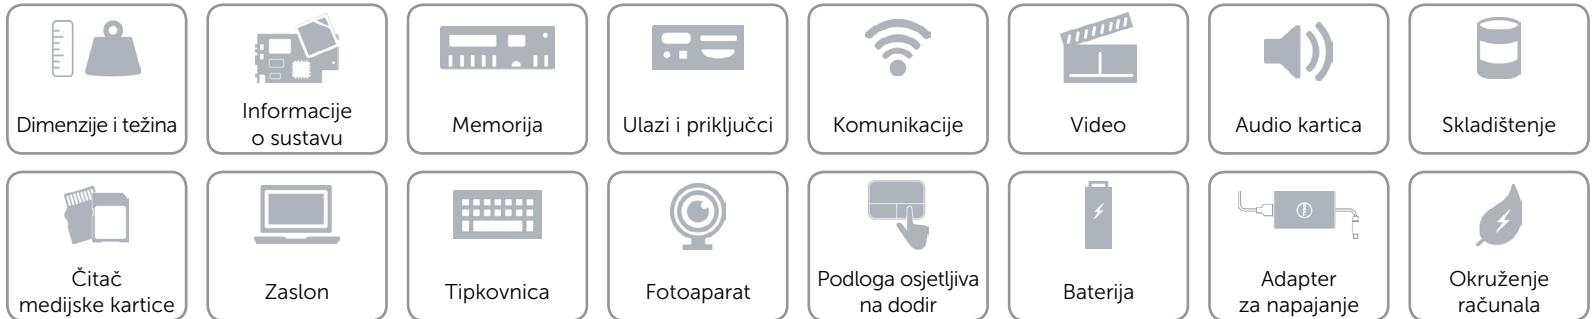 Dimenzije i težina
Informacije
o sustavu
Memorija
Ulazi i priključci
Komunikacije
Video
Audio kartica
Skladištenje
Čitač
medijske kartice
Zaslon
Tipkovnica
Fotoaparat
Podloga osjetljiva
na dodir
Baterija
Adapter
za napajanje
Okruženje
računala